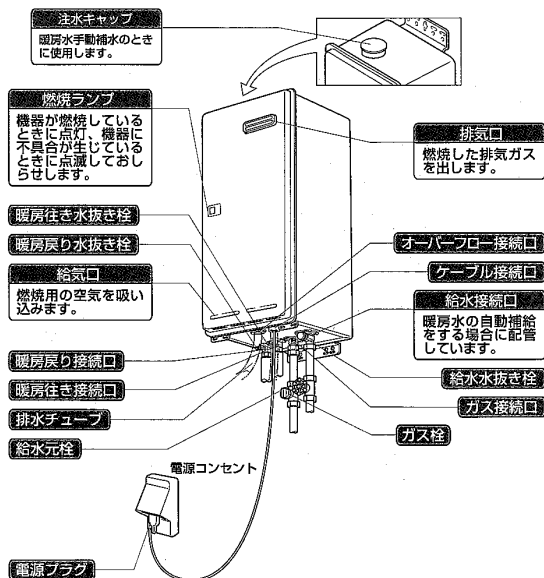 注水キャップ
暖房水手動補水のとき
に使用します。
燃焼ランプ
機器が燃焼している
ときに点灯、機器に
不具合が生じている
ときに点滅しておし
らせします。
排気口
燃焼した排気ガス
を出します。
暖房往き水抜き栓
暖房戻り水抜き栓
給気口
燃焼用の空気を吸い
込みます。
オーバーフロー接続口
ケーブル接続口
給水接続口
暖房水の自動補給
をする場合に配管
しています。
暖房戻り接続口
暖房往き接続口
排水チューブ
給水元栓
給水水抜き栓
ガス接続口
ガス栓
電源コンセント
電源プラグ